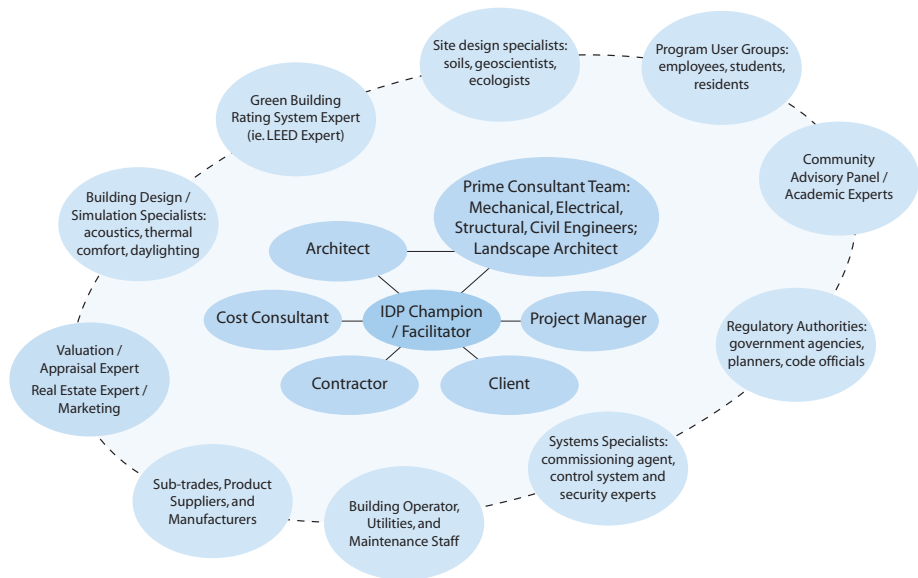 Site design specialists:
soils, geoscientists,
ecologists
Program User Groups:
employees, students,
residents
Green Building
Rating System Expert
(ie. LEED Expert)
Community
Advisory Panel /
Academic Experts
Building Design /
Simulation Specialists:
acoustics, thermal
comfort, daylighting
Prime Consultant Team:
Mechanical, Electrical,
Structural, Civil Engineers;
Landscape Architect
Architect
IDP Champion
/ Facilitator
Cost Consultant
Project Manager
Contractor
Client
Regulatory Authorities:
government agencies,
planners, code officials
Valuation /
Appraisal Expert
Real Estate Expert /
Marketing
Systems Specialists:
commissioning agent,
control system and
security experts
Sub-trades, Product
Suppliers, and
Manufacturers
Building Operator,
Utilities, and
Maintenance Staff